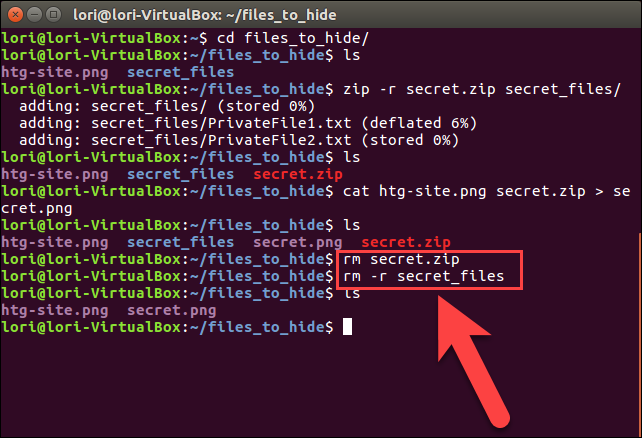 lori@lori-VirtualBox: ~/files_to_hide
lori@lori-VirtualBox:~$ cd files_to_hide/
lori@lori-VirtualBox:~/files_to_hide$ ls
htg-site.png  secret_files
lori@lori-VirtualBox:~/files_to_hide$ zip -r secret.zip secret_files/
  adding: secret_files/ (stored 0%)
  adding: secret_files/PrivateFile1.txt (deflated 6%)
  adding: secret_files/PrivateFile2.txt (stored 0%)
lori@lori-VirtualBox:~/files_to_hide$ ls
htg-site.png  secret_files  secret.zip
lori@lori-VirtualBox:~/files_to_hide$ cat htg-site.png secret.zip > se
cret.png
lori@lori-VirtualBox:~/files_to_hide$ ls
htg-site.png  secret_files  secret.png  secret.zip
lori@lori-VirtualBox:~/files_to_hide$ rm secret.zip
lori@lori-VirtualBox:~/files_to_hide$ rm -r secret_files
lori@lori-VirtualBox:~/files_to_hide$ ls
htg-site.png  secret.png
lori@lori-VirtualBox:~/files_to_hide$